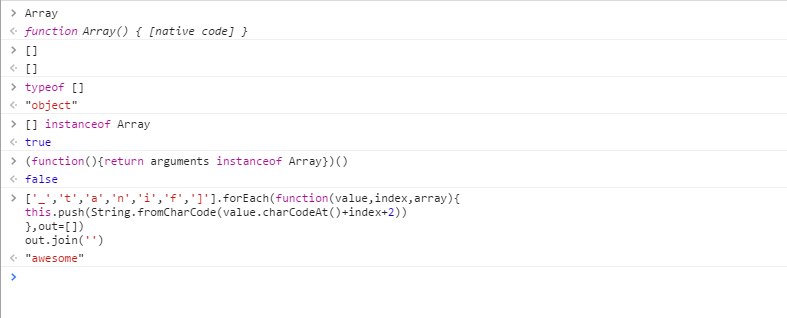 > Array
<· function Array() { [native code] }
> []
<· []
> typeof []
<· "object"
> [] instanceof Array
<· true
> (function(){return arguments instanceof Array})()
<· false
> ['_','t','a','n','i','f',']'].forEach(function(value,index,array){
this.push(String.fromCharCode(value.charCodeAt()+index+2))
},out=[])
out.join('')
<· "awesome"
>